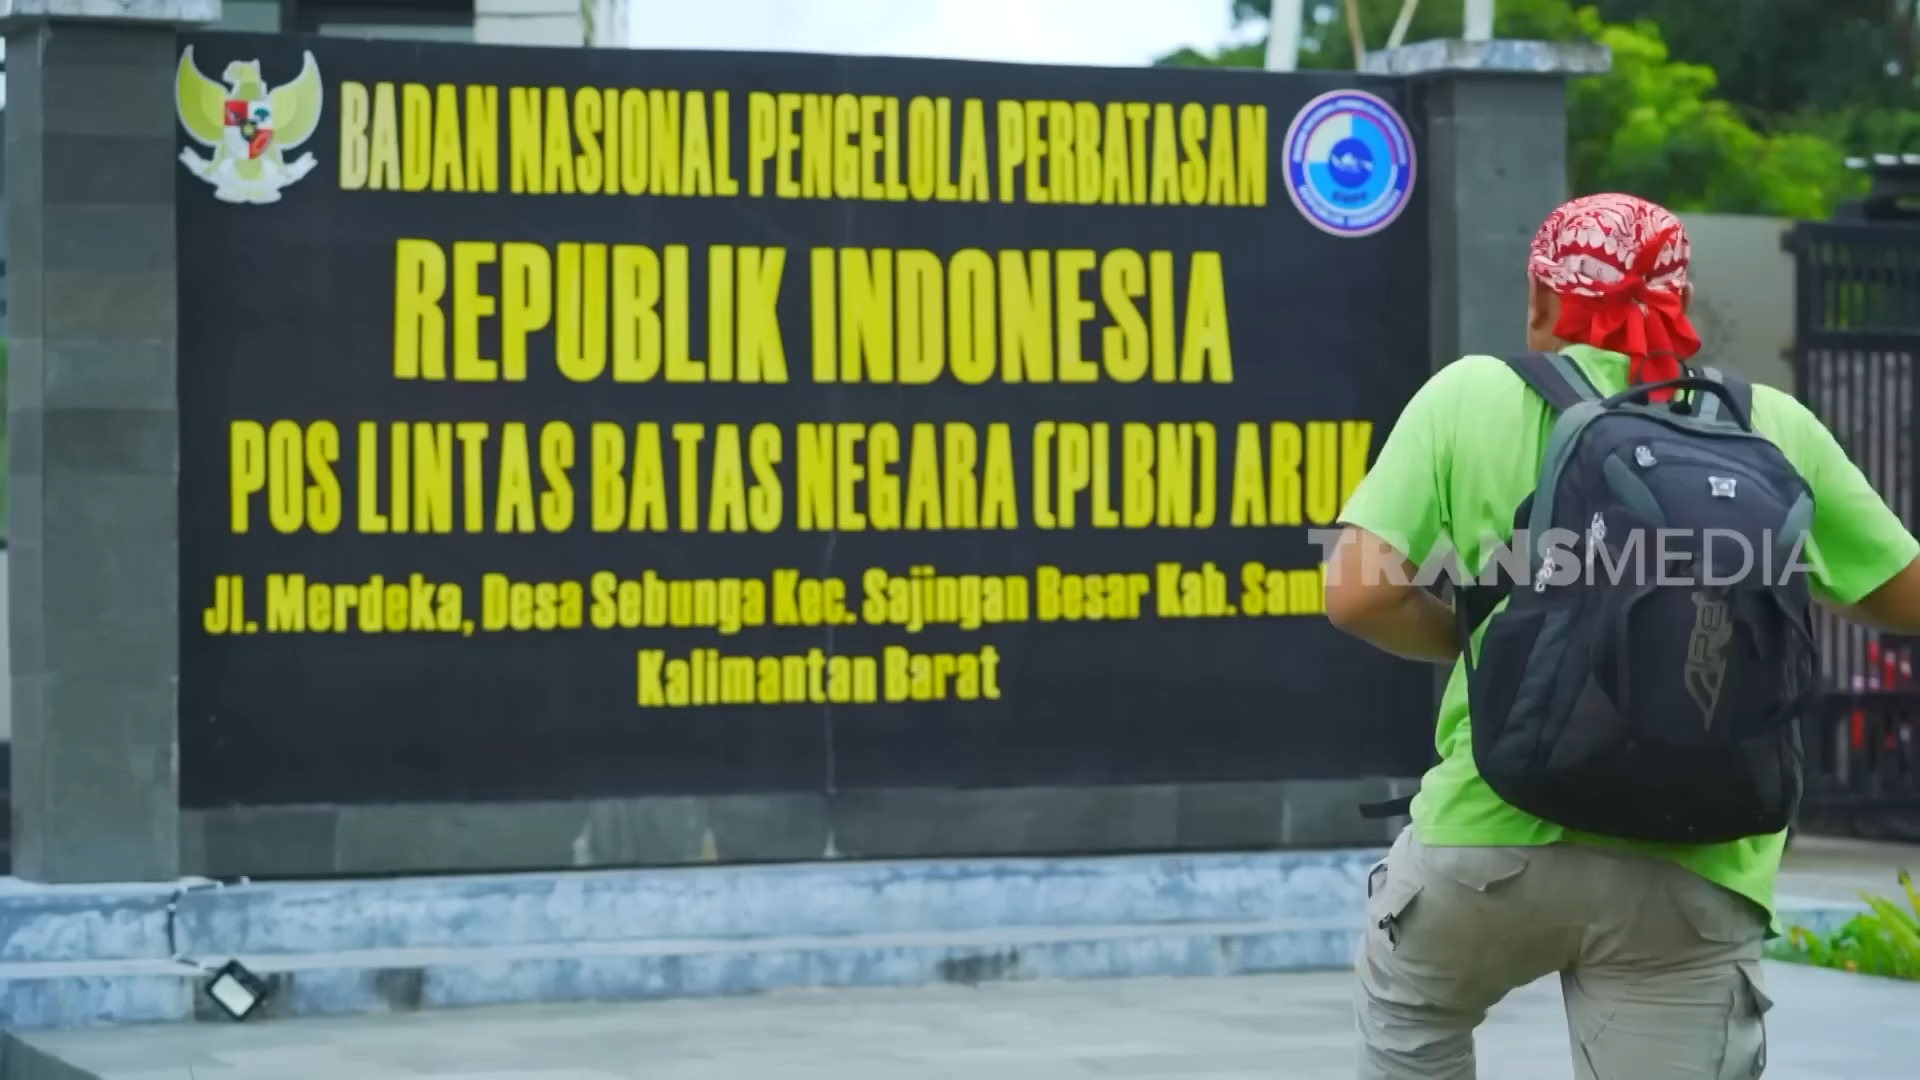 BADAN NASIONAL PENGELOLA PERBATASAN
REPUBLIK INDONESIA
POS LINTAS BATAS NEGARA (PLBN) ARUK
Jl. Merdeka, Desa Sebunga Kec. Sajingan Besar Kab.
Kalimantan Barat
TRANSMEDIA